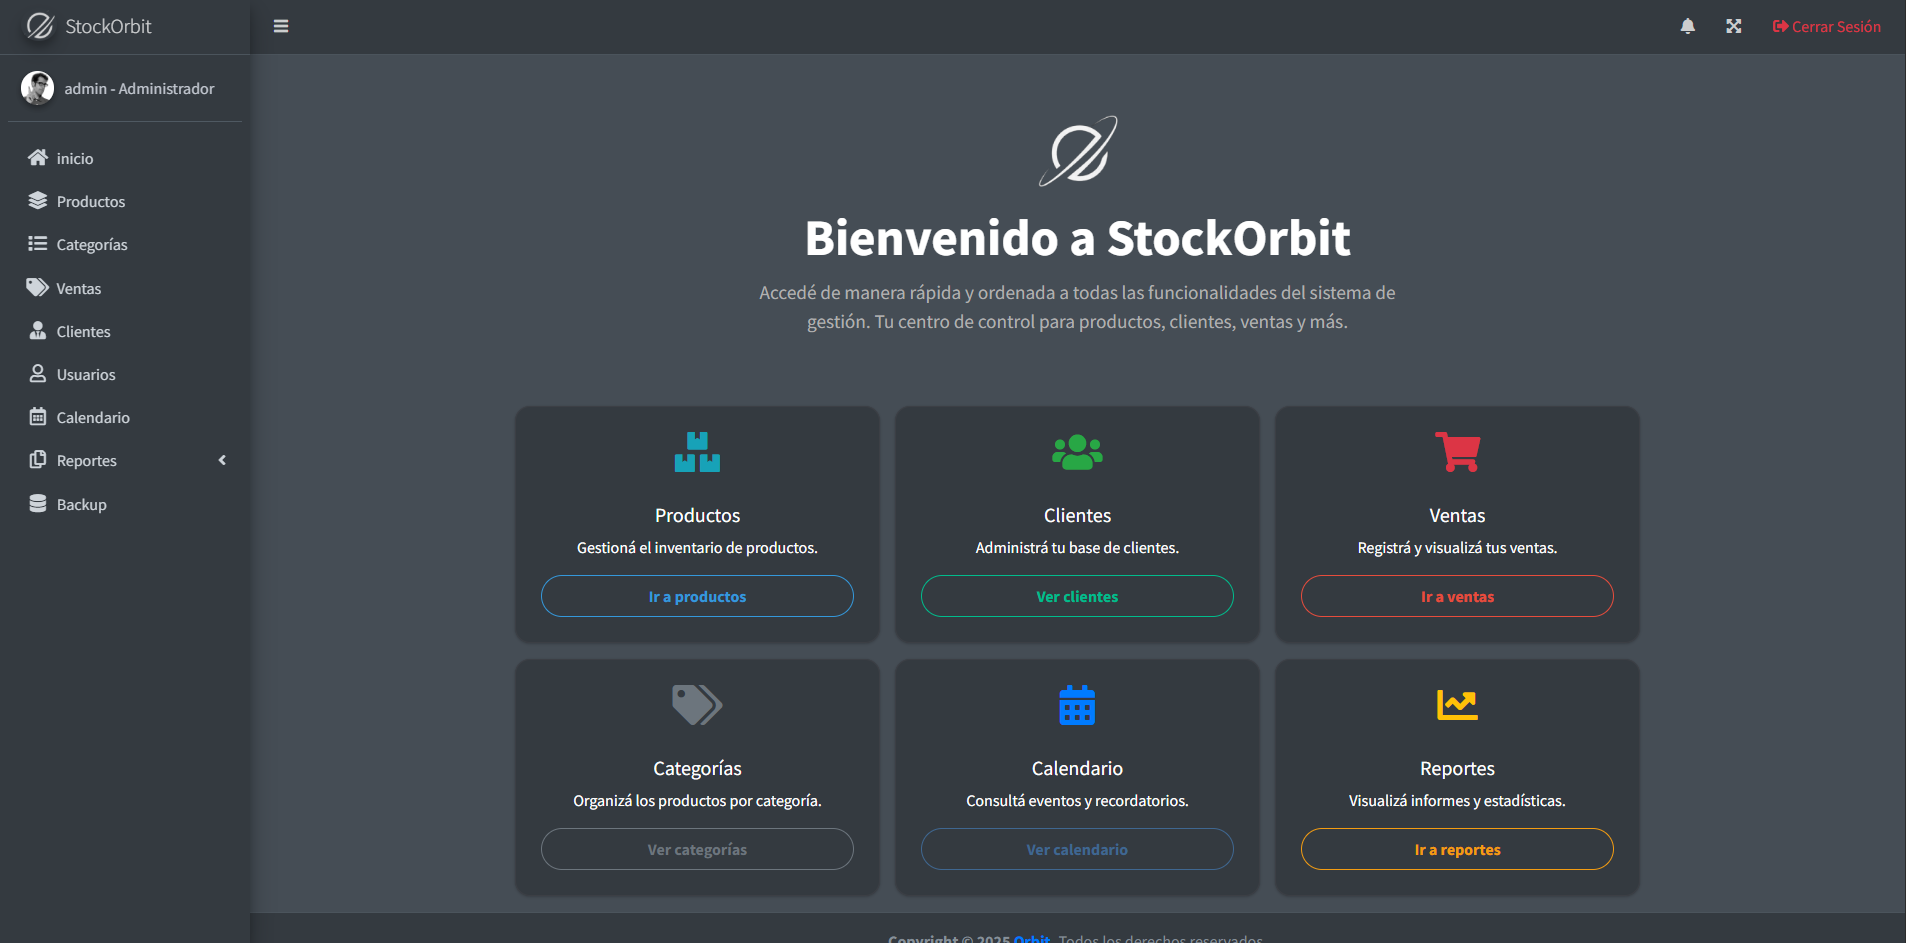 StockOrbit
Cerrar Sesión
admin - Administrador
inicio
Productos
Categorías
Ventas
Clientes
Usuarios
Calendario
Reportes
Backup
Bienvenido a StockOrbit
Accedé de manera rápida y ordenada a todas las funcionalidades del sistema de
gestión. Tu centro de control para productos, clientes, ventas y más.
Productos
Gestioná el inventario de productos.
Ir a productos
Clientes
Administrá tu base de clientes.
Ver clientes
Ventas
Registrá y visualizá tus ventas.
Ir a ventas
Categorías
Organizá los productos por categoría.
Ver categorías
Calendario
Consultá eventos y recordatorios.
Ver calendario
Reportes
Visualizá informes y estadísticas.
Ir a reportes
Copyright © 2025 Orbit. Todos los derechos reservados.